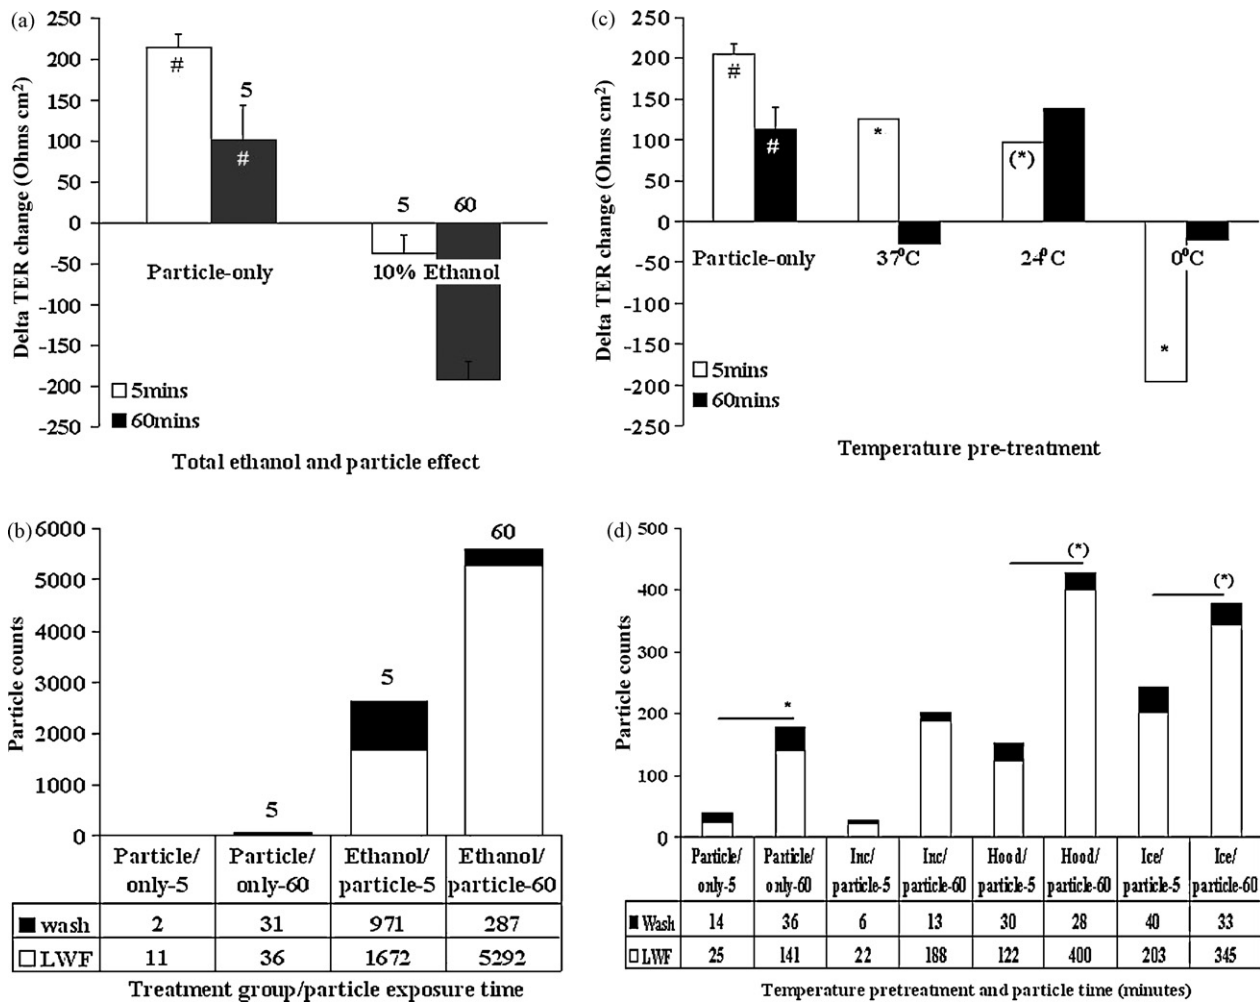 (a)
250
200
150
100
50
0
-50
-100
-150
-200
-250
Delta TER change (Ohms cm²)
#
5
#
5 60
Particle-only 10% Ethanol
5mins
60mins
Total ethanol and particle effect
(c)
250
200
150
100
50
0
-50
-100
-150
-200
-250
Delta TER change (Ohms cm²)
#
#
*
(*)
*
Particle-only 37⁰C 24⁰C 0⁰C
5mins
60mins
Temperature pre-treatment
(b)
6000
5000
4000
3000
2000
1000
0
Particle counts
5
5
60
Particle/ Particle/ Ethanol/ Ethanol/
only-5 only-60 particle-5 particle-60
wash 2 31 971 287
LWF 11 36 1672 5292
Treatment group/particle exposure time
(d)
500
400
300
200
100
0
Particle counts
*
(*)
(*)
Particle/ Particle/ Inc/ Inc/ Hood/ Hood/ Ice/ Ice/
only-5 only-60 particle-5 particle-60 particle-5 particle-60 particle-5 particle-60
Wash 14 36 6 13 30 28 40 33
LWF 25 141 22 188 122 400 203 345
Temperature pretreatment and particle time (minutes)